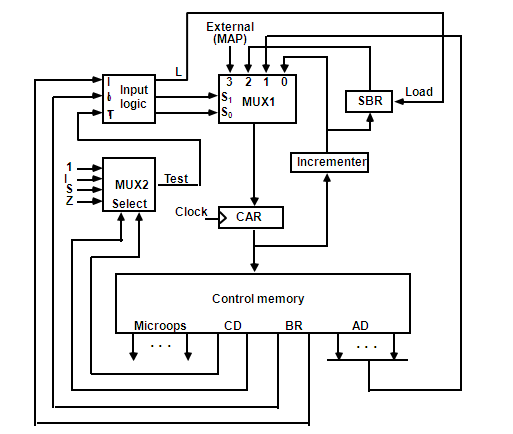 External
(MAP)
L
I
I₀
T
Input
logic
3 2 1 0
S1
S0
MUX1
SBR
Load
Incrementer
1
I
S
Z
MUX2
Select
Test
Clock
CAR
Control memory
Microops CD BR AD
. . .
. . .